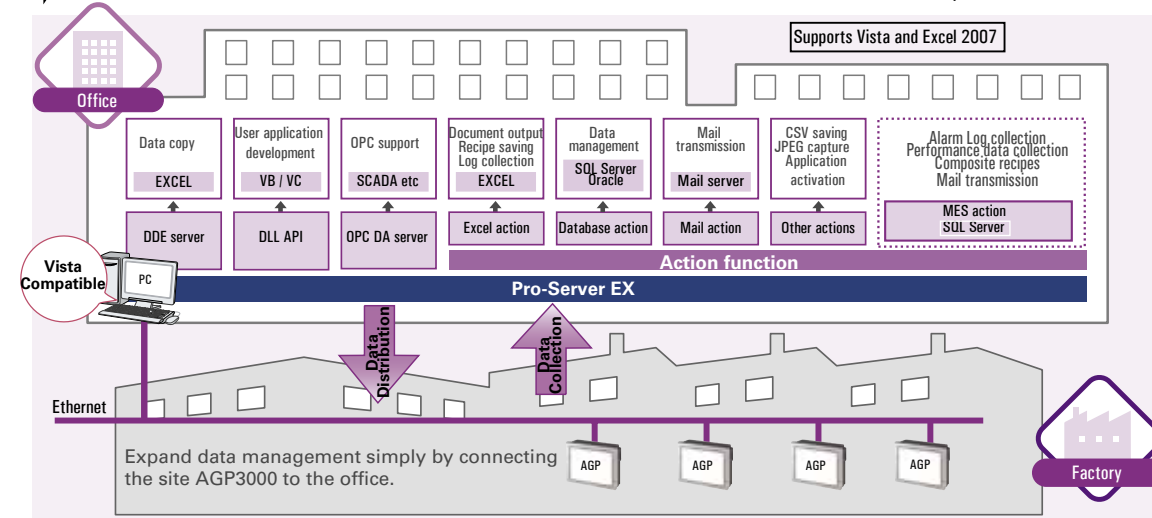 Supports Vista and Excel 2007
Office
Data copy
EXCEL
User application
development
VB / VC
OPC support
SCADA etc
Document output
Recipe saving
Log collection
EXCEL
Data
management
SQL Server
Oracle
Mail
transmission
Mail server
CSV saving
JPEG capture
Application
activation
Alarm Log collection
Performance data collection
Composite recipes
Mail transmission
MES action
SQL Server
DDE server
DLL API
OPC DA server
Excel action
Database action
Mail action
Other actions
Action function
Vista
Compatible
PC
Pro-Server EX
Data
Distribution
Data
Collection
Ethernet
Expand data management simply by connecting
the site AGP3000 to the office.
AGP
AGP
AGP
AGP
Factory